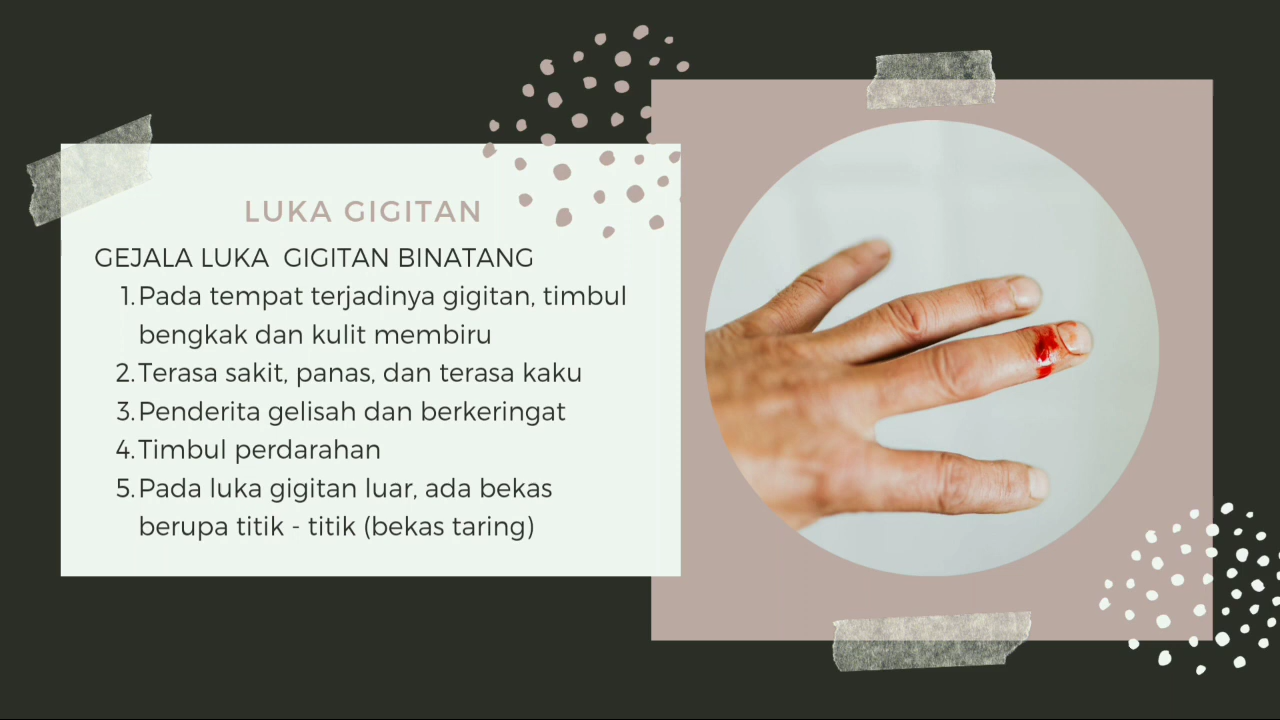 LUKA GIGITAN
GEJALA LUKA GIGITAN BINATANG
1. Pada tempat terjadinya gigitan, timbul
bengkak dan kulit membiru
2. Terasa sakit, panas, dan terasa kaku
3. Penderita gelisah dan berkeringat
4. Timbul perdarahan
5. Pada luka gigitan luar, ada bekas
berupa titik - titik (bekas taring)